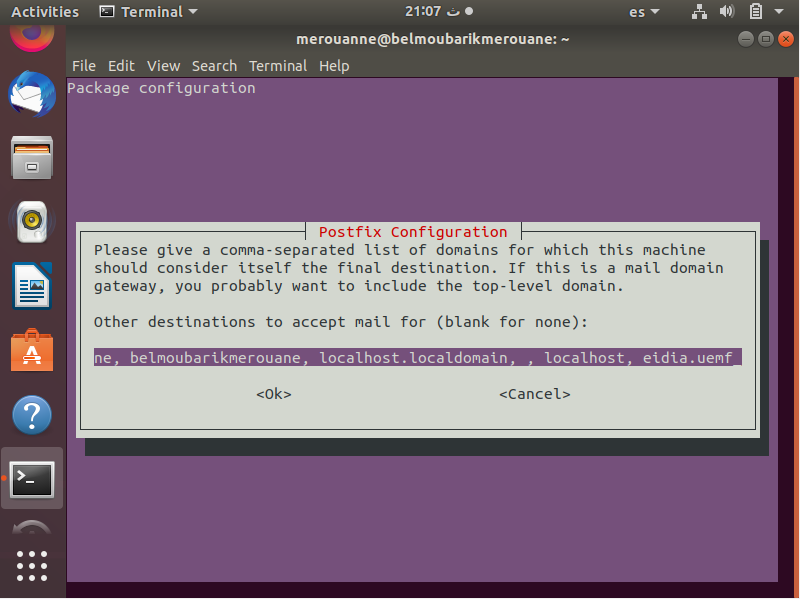 Activities Terminal 21:07 ث es
merouanne@belmoubarikmerouane: ~
File Edit View Search Terminal Help
Package configuration
Postfix Configuration
Please give a comma-separated list of domains for which this machine
should consider itself the final destination. If this is a mail domain
gateway, you probably want to include the top-level domain.
Other destinations to accept mail for (blank for none):
ne, belmoubarikmerouane, localhost.localdomain, , localhost, eidia.uemf_
<Ok> <Cancel>